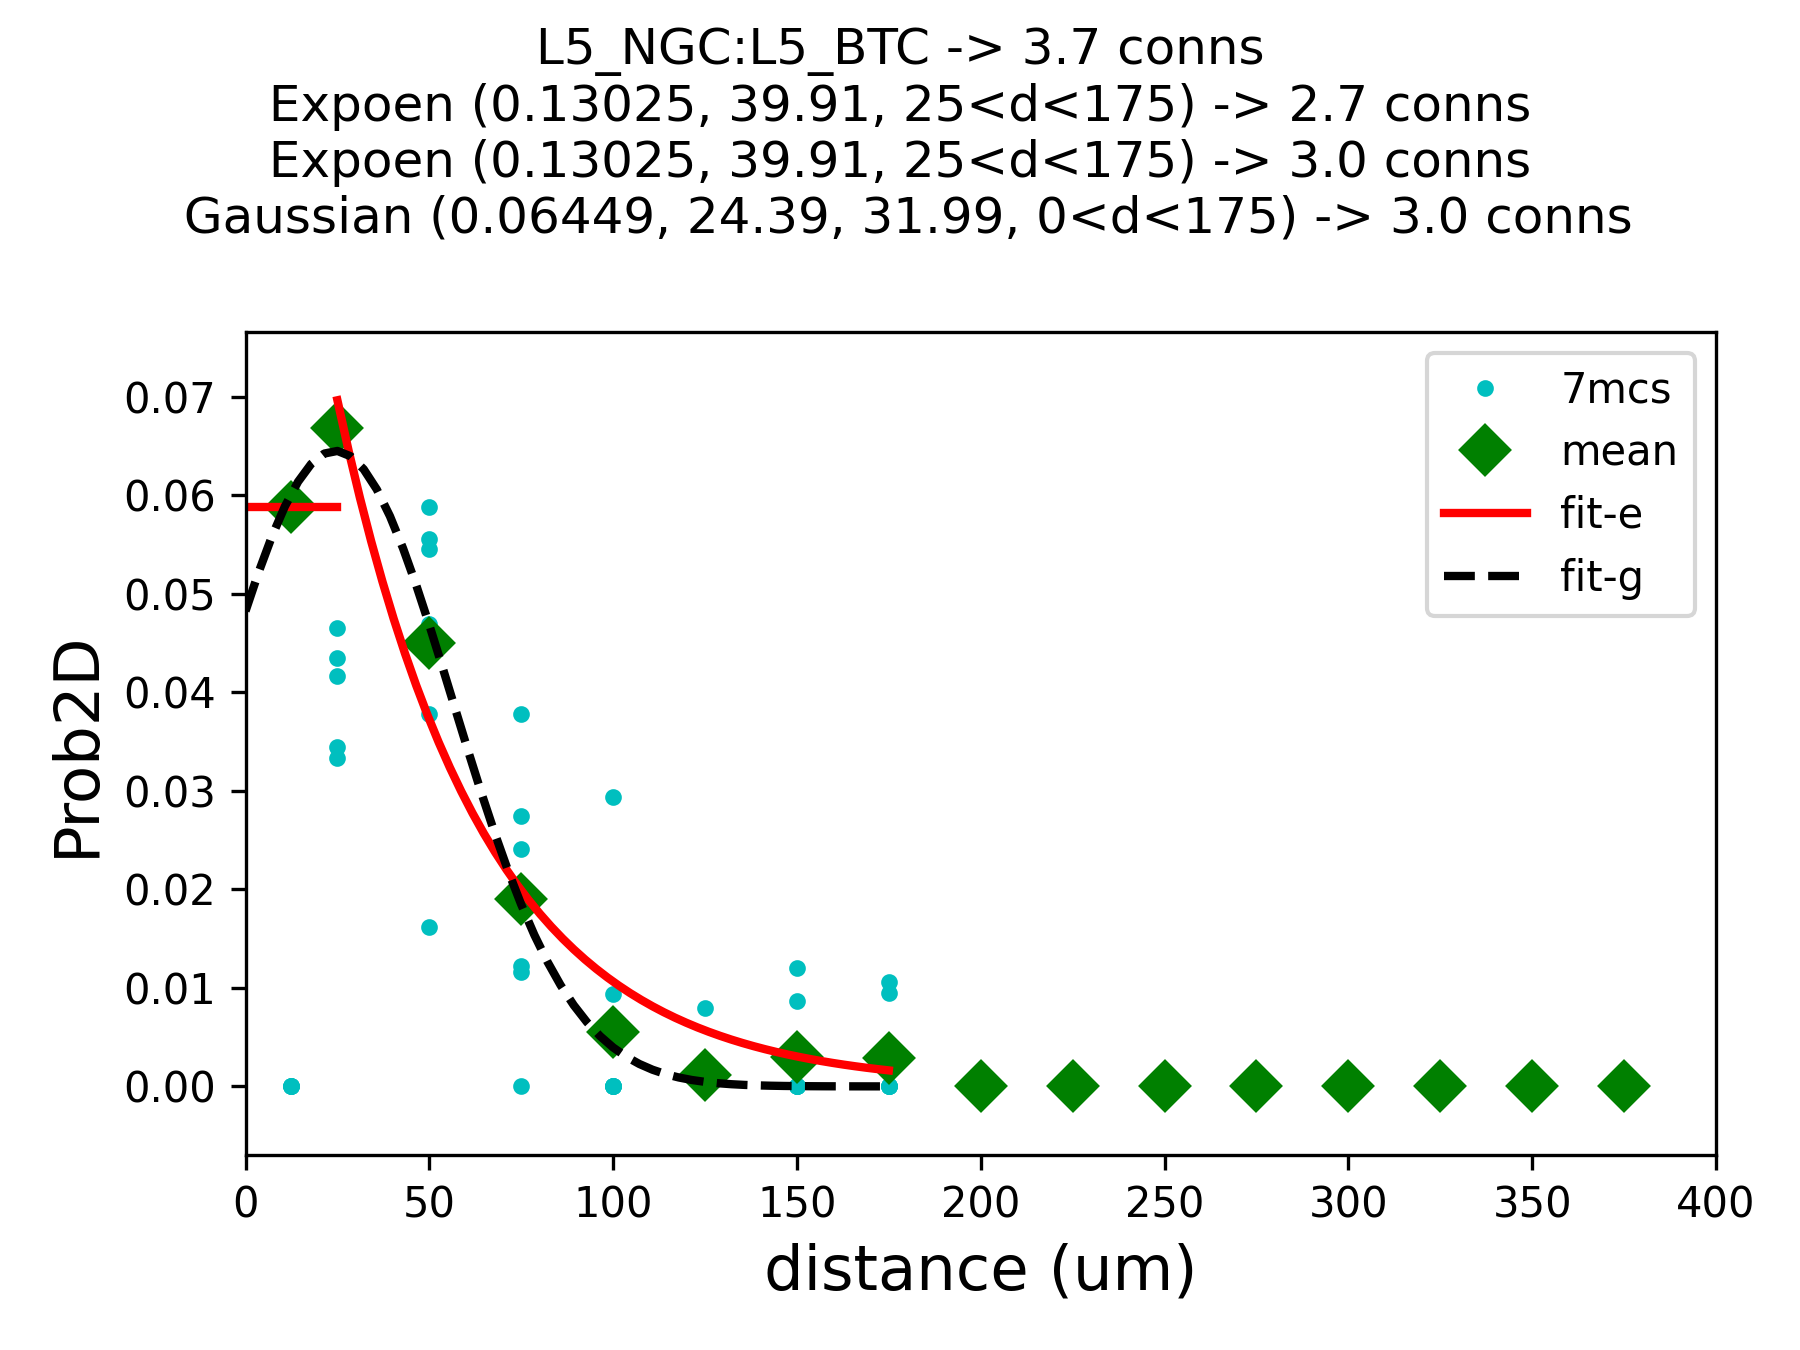 L5_NGC:L5_BTC -> 3.7 conns
Expoen (0.13025, 39.91, 25<d<175) -> 2.7 conns
Expoen (0.13025, 39.91, 25<d<175) -> 3.0 conns
Gaussian (0.06449, 24.39, 31.99, 0<d<175) -> 3.0 conns
7mcs
mean
fit-e
fit-g
Prob2D
0.07
0.06
0.05
0.04
0.03
0.02
0.01
0.00
0 50 100 150 200 250 300 350 400
distance (um)